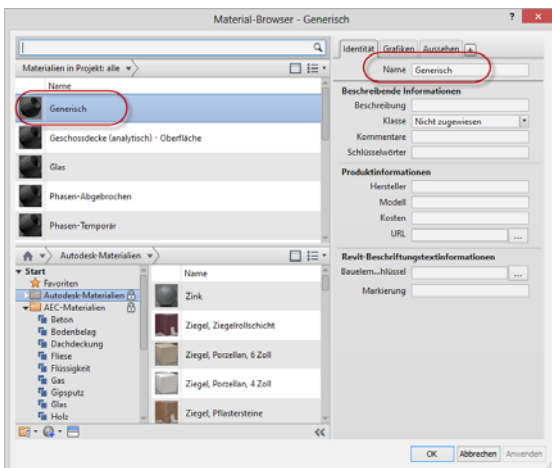 Material-Browser - Generisch
Materialien in Projekt: alle
Name
Generisch
Geschossdecke (analytisch) - Oberfläche
Glas
Phasen-Abgebrochen
Phasen-Temporär
Autodesk-Materialien
Start
Favoriten
Autodesk-Materialien
AEC-Materialien
Beton
Bodenbelag
Dachdeckung
Fliese
Flüssigkeit
Gas
Gipsputz
Glas
Holz
Name
Zink
Ziegel, Ziegelrollschicht
Ziegel, Porzellan, 6 Zoll
Ziegel, Porzellan, 4 Zoll
Ziegel, Pflastersteine
Identität Grafiken Aussehen
Name Generisch
Beschreibende Informationen
Beschreibung
Klasse Nicht zugewiesen
Kommentare
Schlüsselwörter
Produktinformationen
Hersteller
Modell
Kosten
URL ...
Revit-Beschriftungstextinformationen
Bauelem...hlüssel ...
Markierung
OK Abbrechen Anwenden